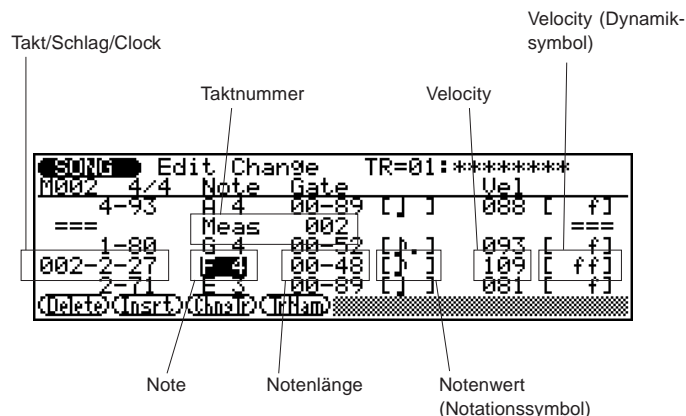 Velocity (Dynamik-
symbol)
Takt/Schlag/Clock
Taktnummer
Velocity
SONG Edit Change TR=01:********
M002 4/4 Note Gate Vel
4-93 A 4 00-89 [♩ ] 088 [ f]
=== Meas 002 ===
1-80 G 4 00-52 [♪.] 093 [ f]
002-2-27 F 4 00-48 [♪ ] 109 [ ff]
2-71 E 3 00-89 [♩ ] 081 [ f]
(Delete)(Insrt)(ChngTr)(TrHam)
Note
Notenlänge
Notenwert
(Notationssymbol)